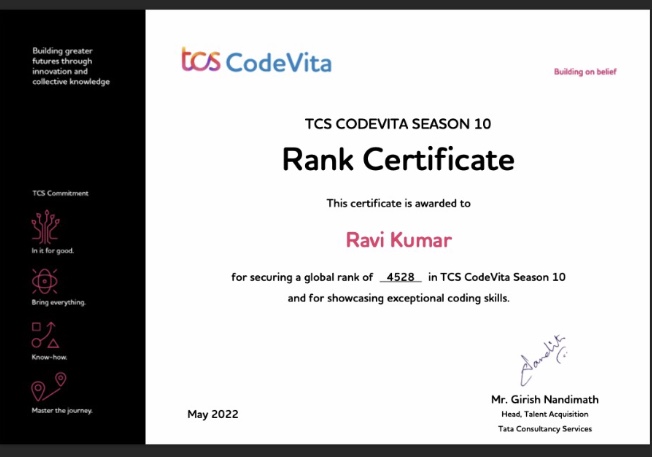 Building greater
futures through
innovation and
collective knowledge
TCS Commitment
In it for good.
Bring everything.
Know-how.
Master the journey.
tcs CodeVita
Building on belief
TCS CODEVITA SEASON 10
Rank Certificate
This certificate is awarded to
Ravi Kumar
for securing a global rank of 4528 in TCS CodeVita Season 10
and for showcasing exceptional coding skills.
May 2022
Mr. Girish Nandimath
Head, Talent Acquisition
Tata Consultancy Services